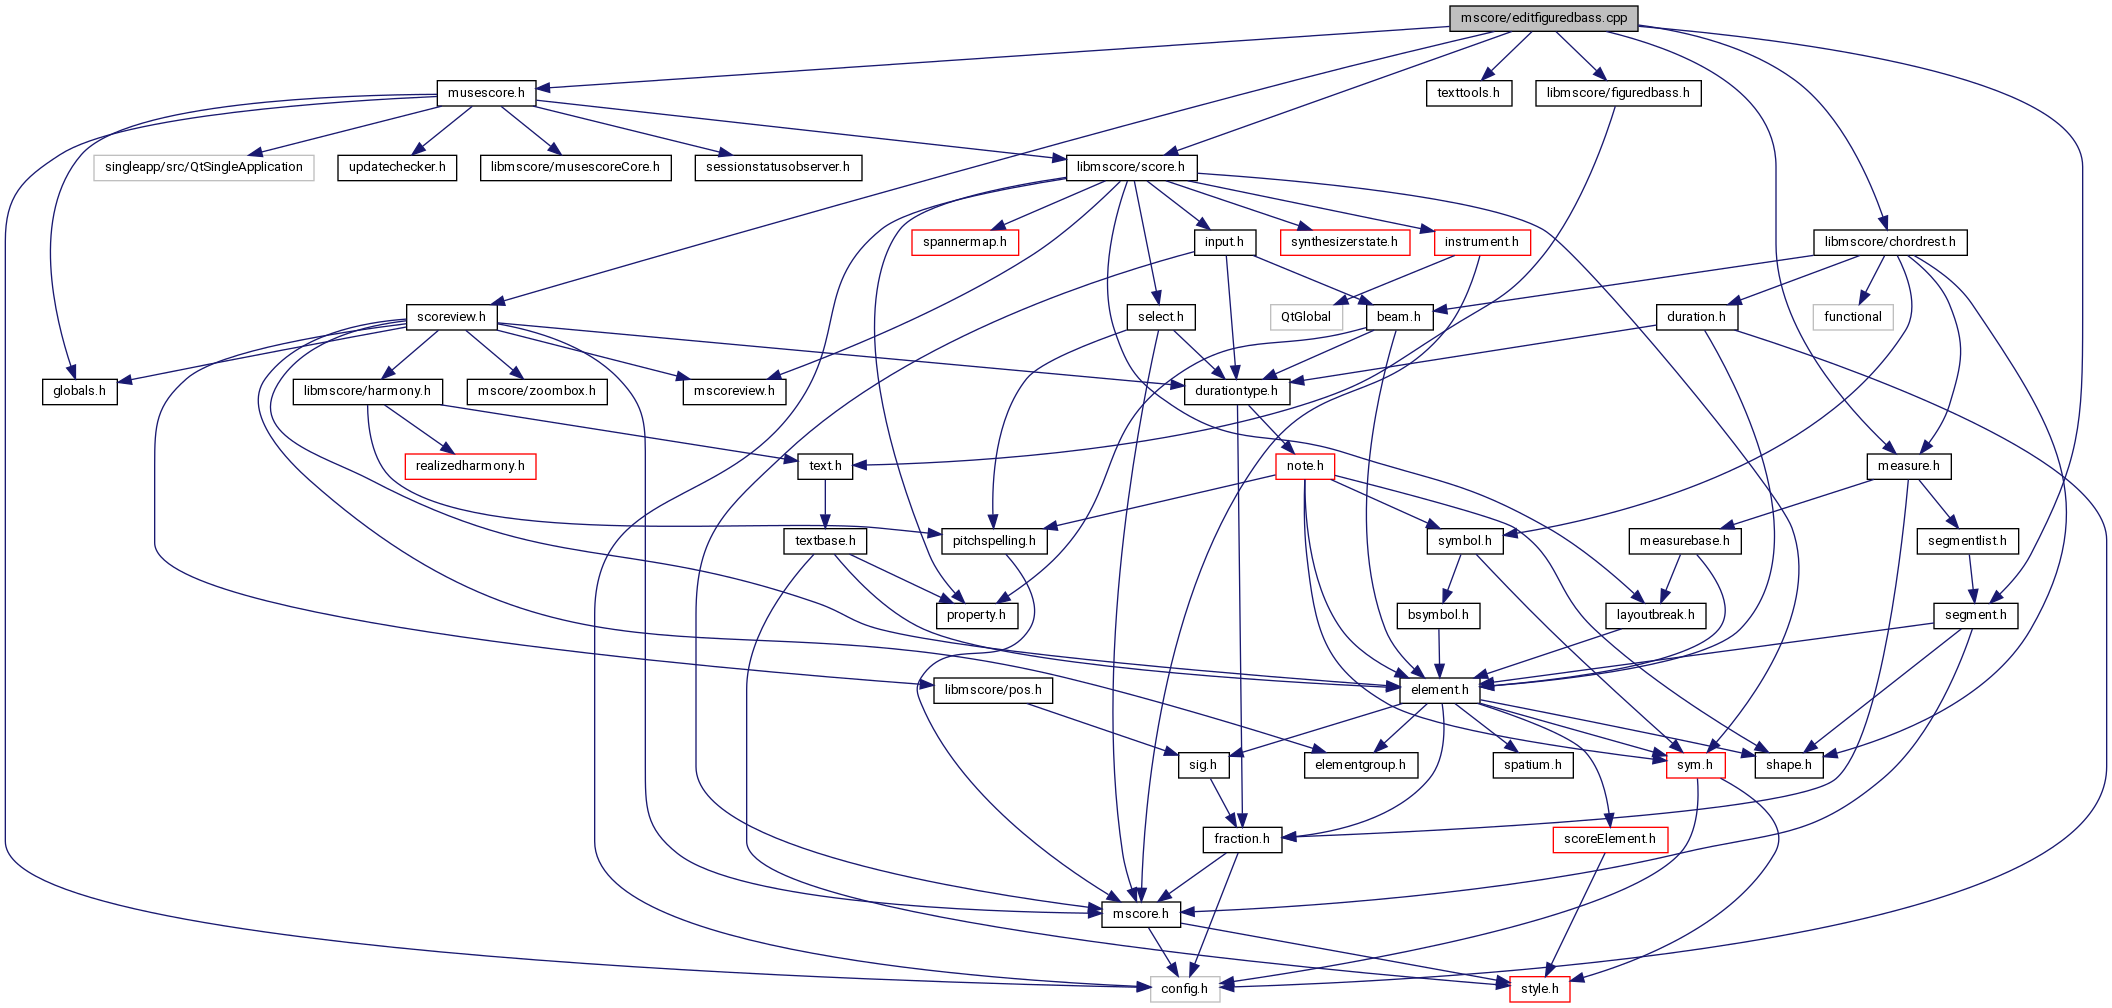 mscore/editfiguredbass.cpp
musescore.h
texttools.h
libmscore/figuredbass.h
singleapp/src/QtSingleApplication
updatechecker.h
libmscore/musescoreCore.h
sessionstatusobserver.h
libmscore/score.h
spannermap.h
input.h
synthesizerstate.h
instrument.h
libmscore/chordrest.h
scoreview.h
select.h
QtGlobal
beam.h
duration.h
functional
globals.h
libmscore/harmony.h
mscore/zoombox.h
mscoreview.h
durationtype.h
realizedharmony.h
text.h
note.h
measure.h
textbase.h
pitchspelling.h
symbol.h
measurebase.h
segmentlist.h
property.h
bsymbol.h
layoutbreak.h
segment.h
libmscore/pos.h
element.h
sig.h
elementgroup.h
spatium.h
sym.h
shape.h
fraction.h
scoreElement.h
mscore.h
config.h
style.h